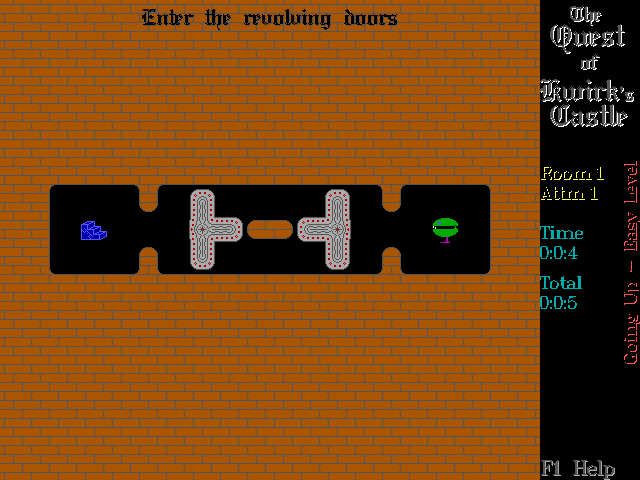 Enter the revolving doors
The
Quest
of
Kwirk's
Castle
Room 1
Attm 1
Time
0:0:4
Total
0:0:5
Going Up - Easy Level
F1 Help